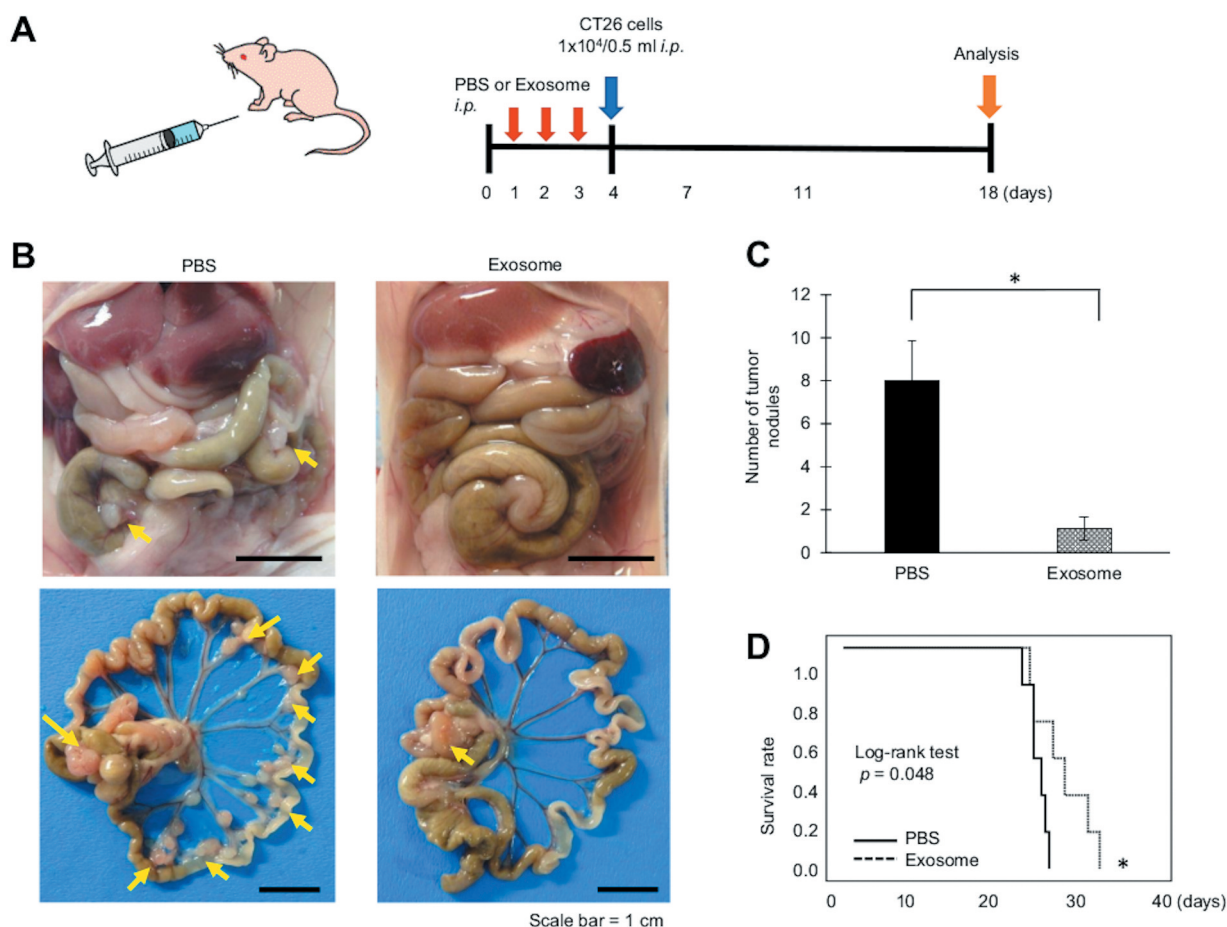 A
CT26 cells
1x10⁴/0.5 ml i.p.
Analysis
PBS or Exosome
i.p.
0 1 2 3 4 7 11 18 (days)
B
PBS Exosome
Scale bar = 1 cm
C
*
Number of tumor
nodules
12
10
8
6
4
2
0
PBS Exosome
D
Survival rate
1.0
0.8
0.6
0.4
0.2
0.0
Log-rank test
p = 0.048
PBS
Exosome
*
0 10 20 30 40 (days)